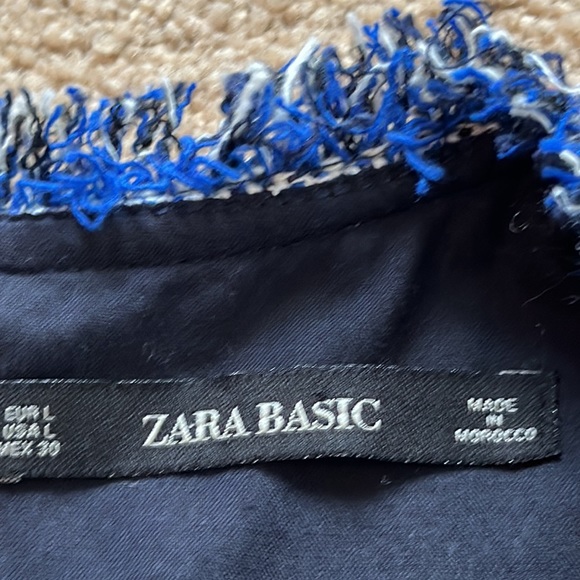 EUR L
USA L
MEX 30
ZARA BASIC
MADE
IN
MOROCCO